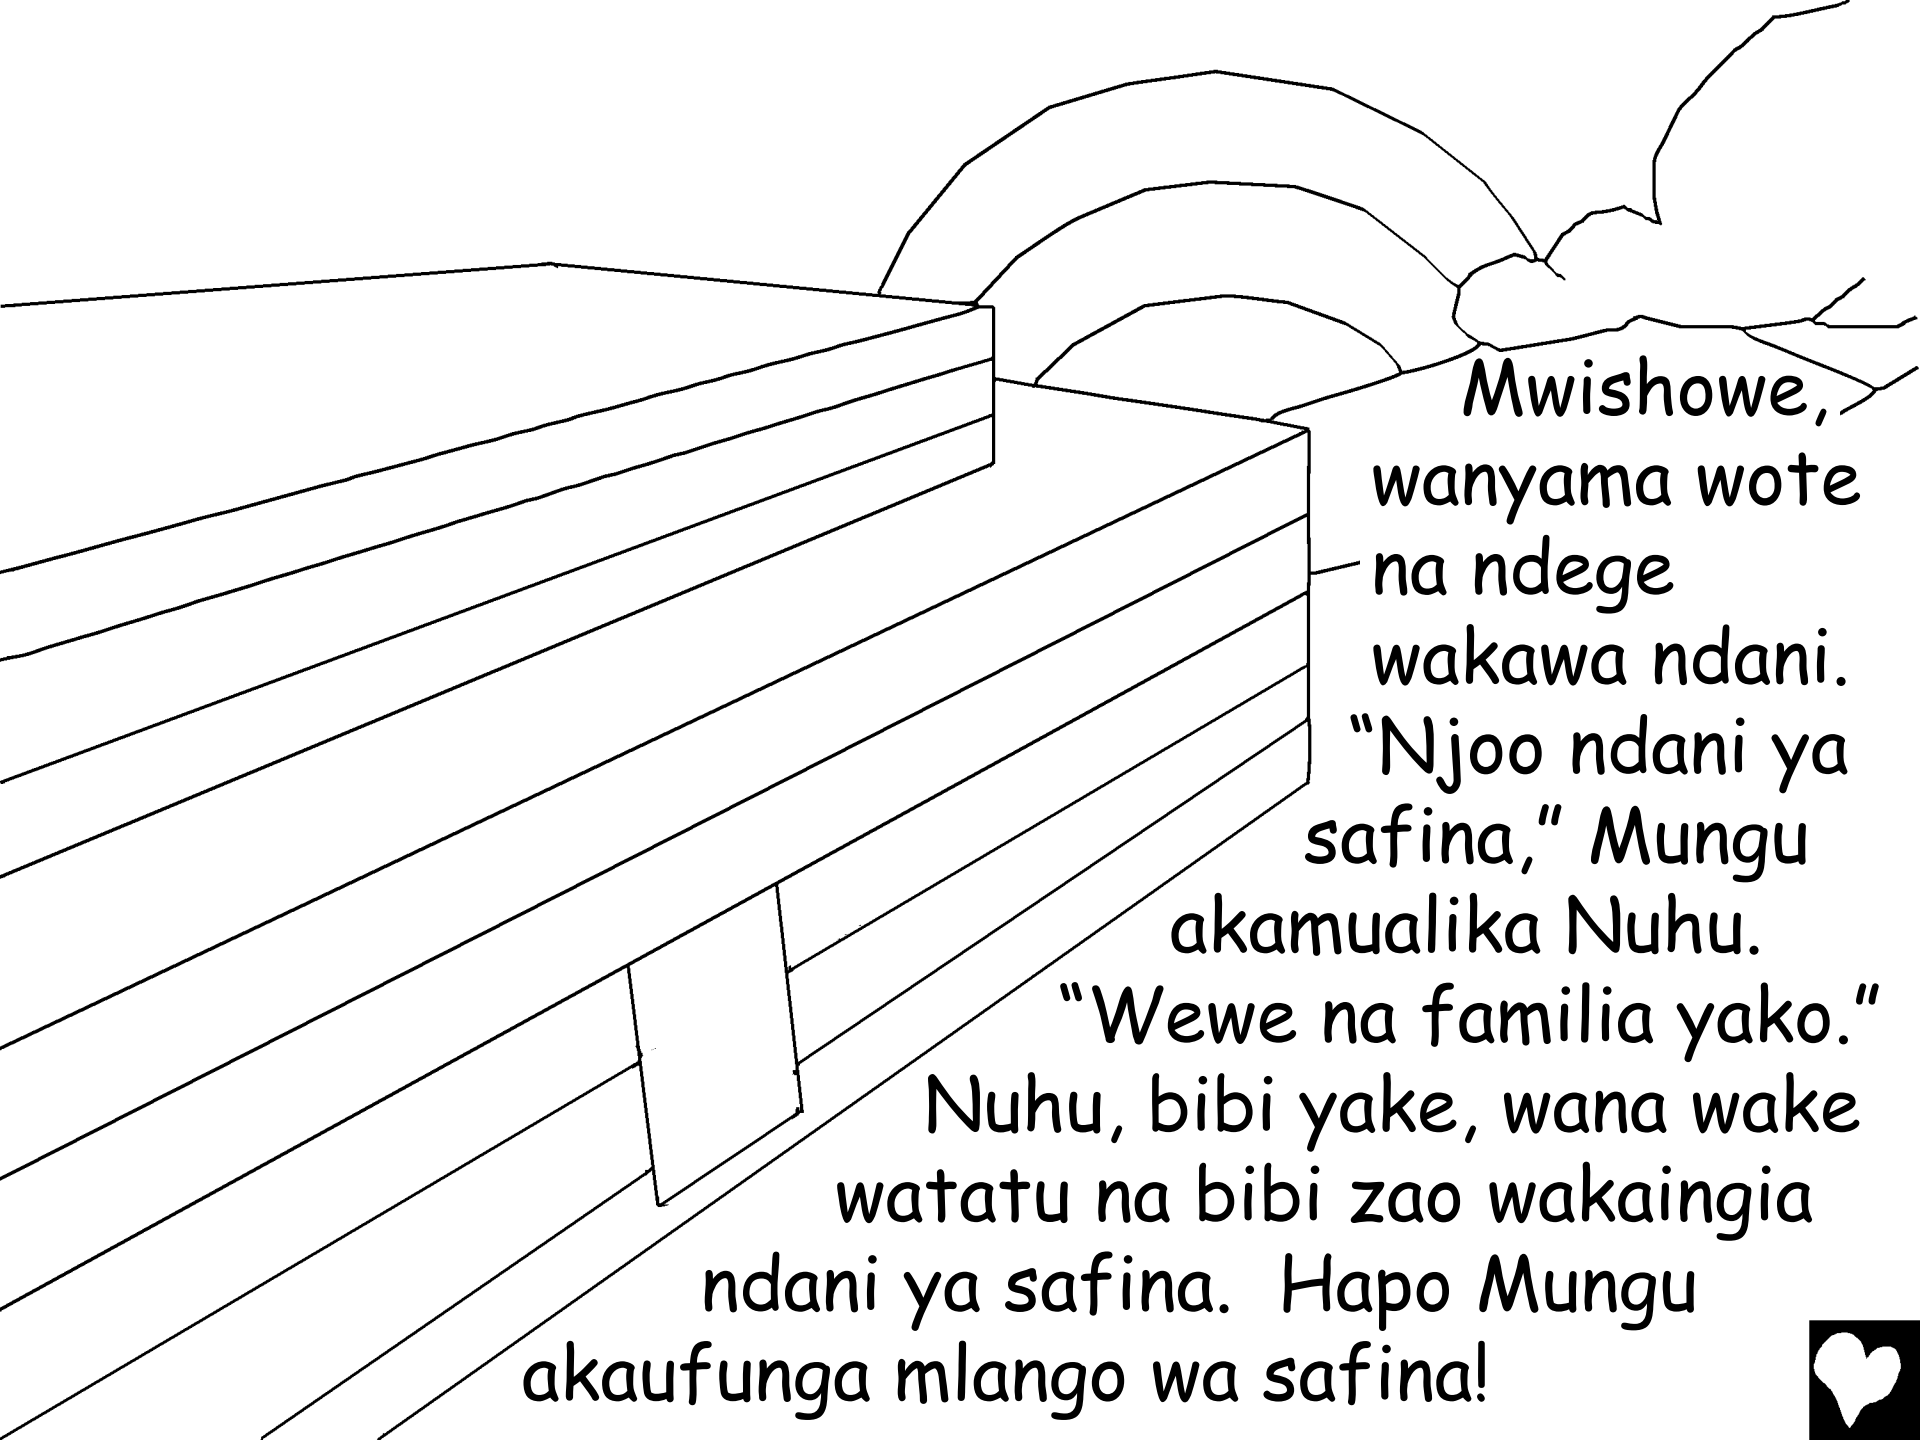 Mwishowe,
wanyama wote
na ndege
wakawa ndani.
“Njoo ndani ya
safina,” Mungu
akamualika Nuhu.
“Wewe na familia yako.”
Nuhu, bibi yake, wana wake
watatu na bibi zao wakaingia
ndani ya safina.  Hapo Mungu
akaufunga mlango wa safina!